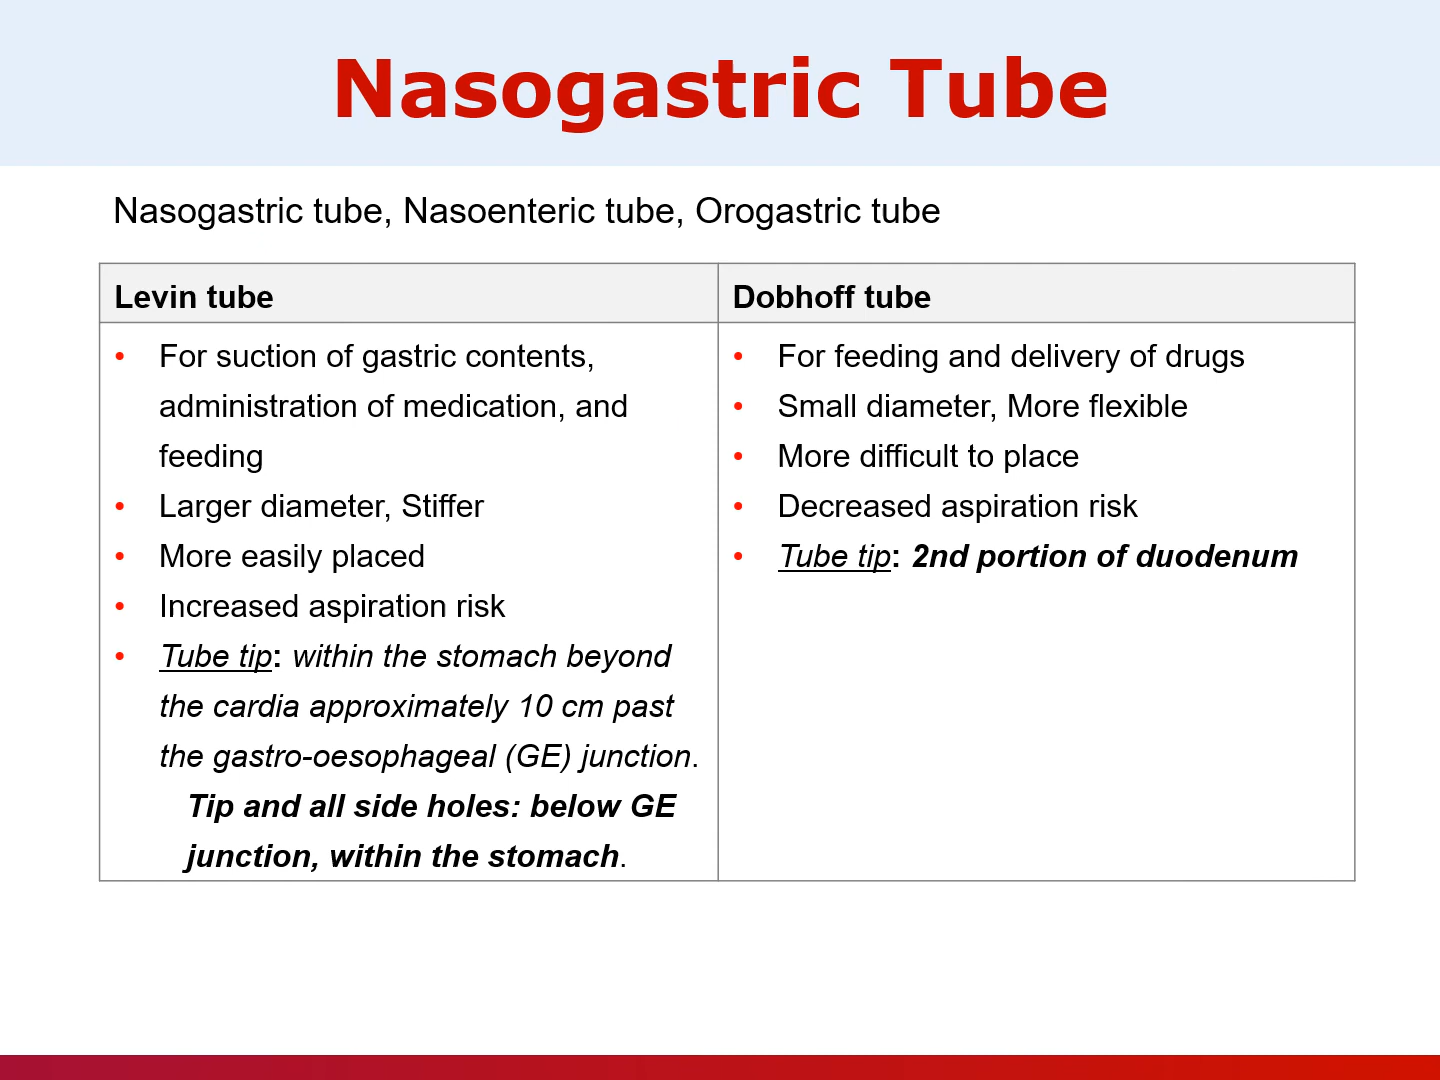 Nasogastric Tube
Nasogastric tube, Nasoenteric tube, Orogastric tube
Levin tube
• For suction of gastric contents,
administration of medication, and
feeding
• Larger diameter, Stiffer
• More easily placed
• Increased aspiration risk
• Tube tip: within the stomach beyond
the cardia approximately 10 cm past
the gastro-oesophageal (GE) junction.
Tip and all side holes: below GE
junction, within the stomach.
Dobhoff tube
• For feeding and delivery of drugs
• Small diameter, More flexible
• More difficult to place
• Decreased aspiration risk
• Tube tip: 2nd portion of duodenum